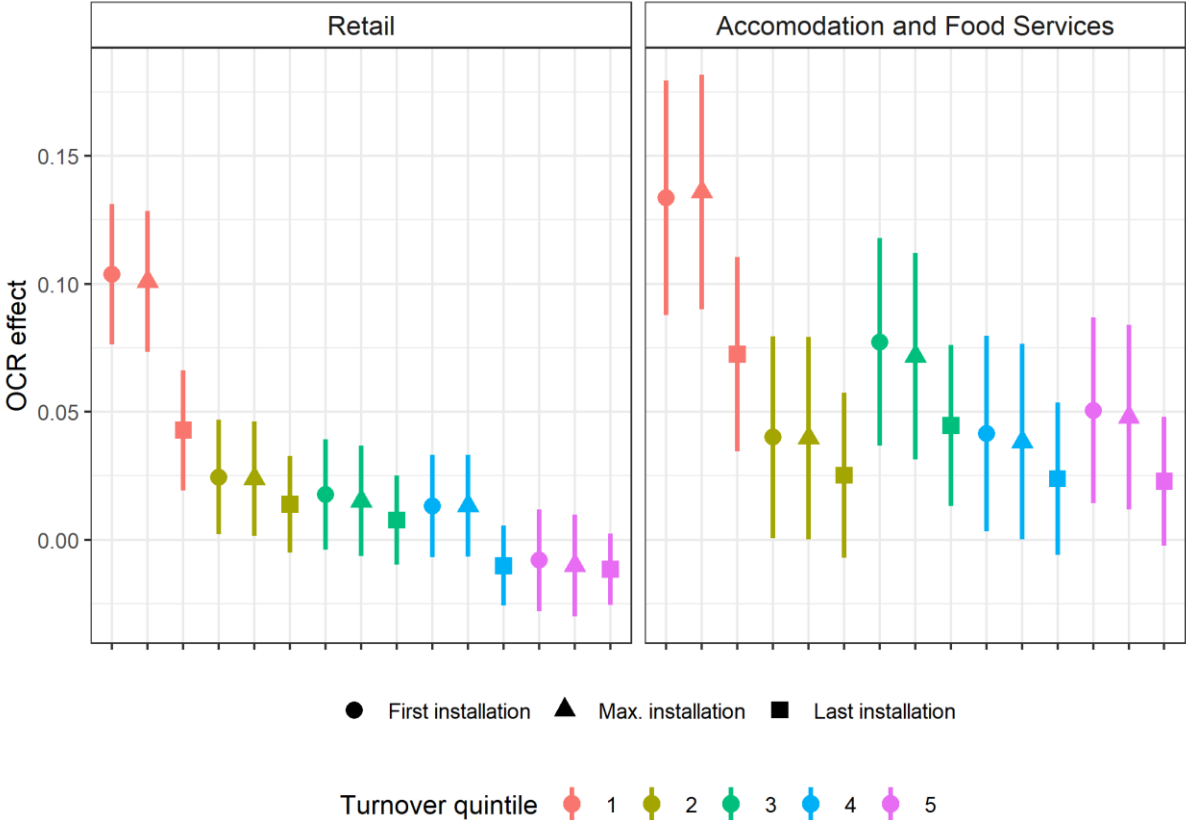 Retail
Accomodation and Food Services
OCR effect
0.15
0.10
0.05
0.00
First installation Max. installation Last installation
Turnover quintile 1 2 3 4 5